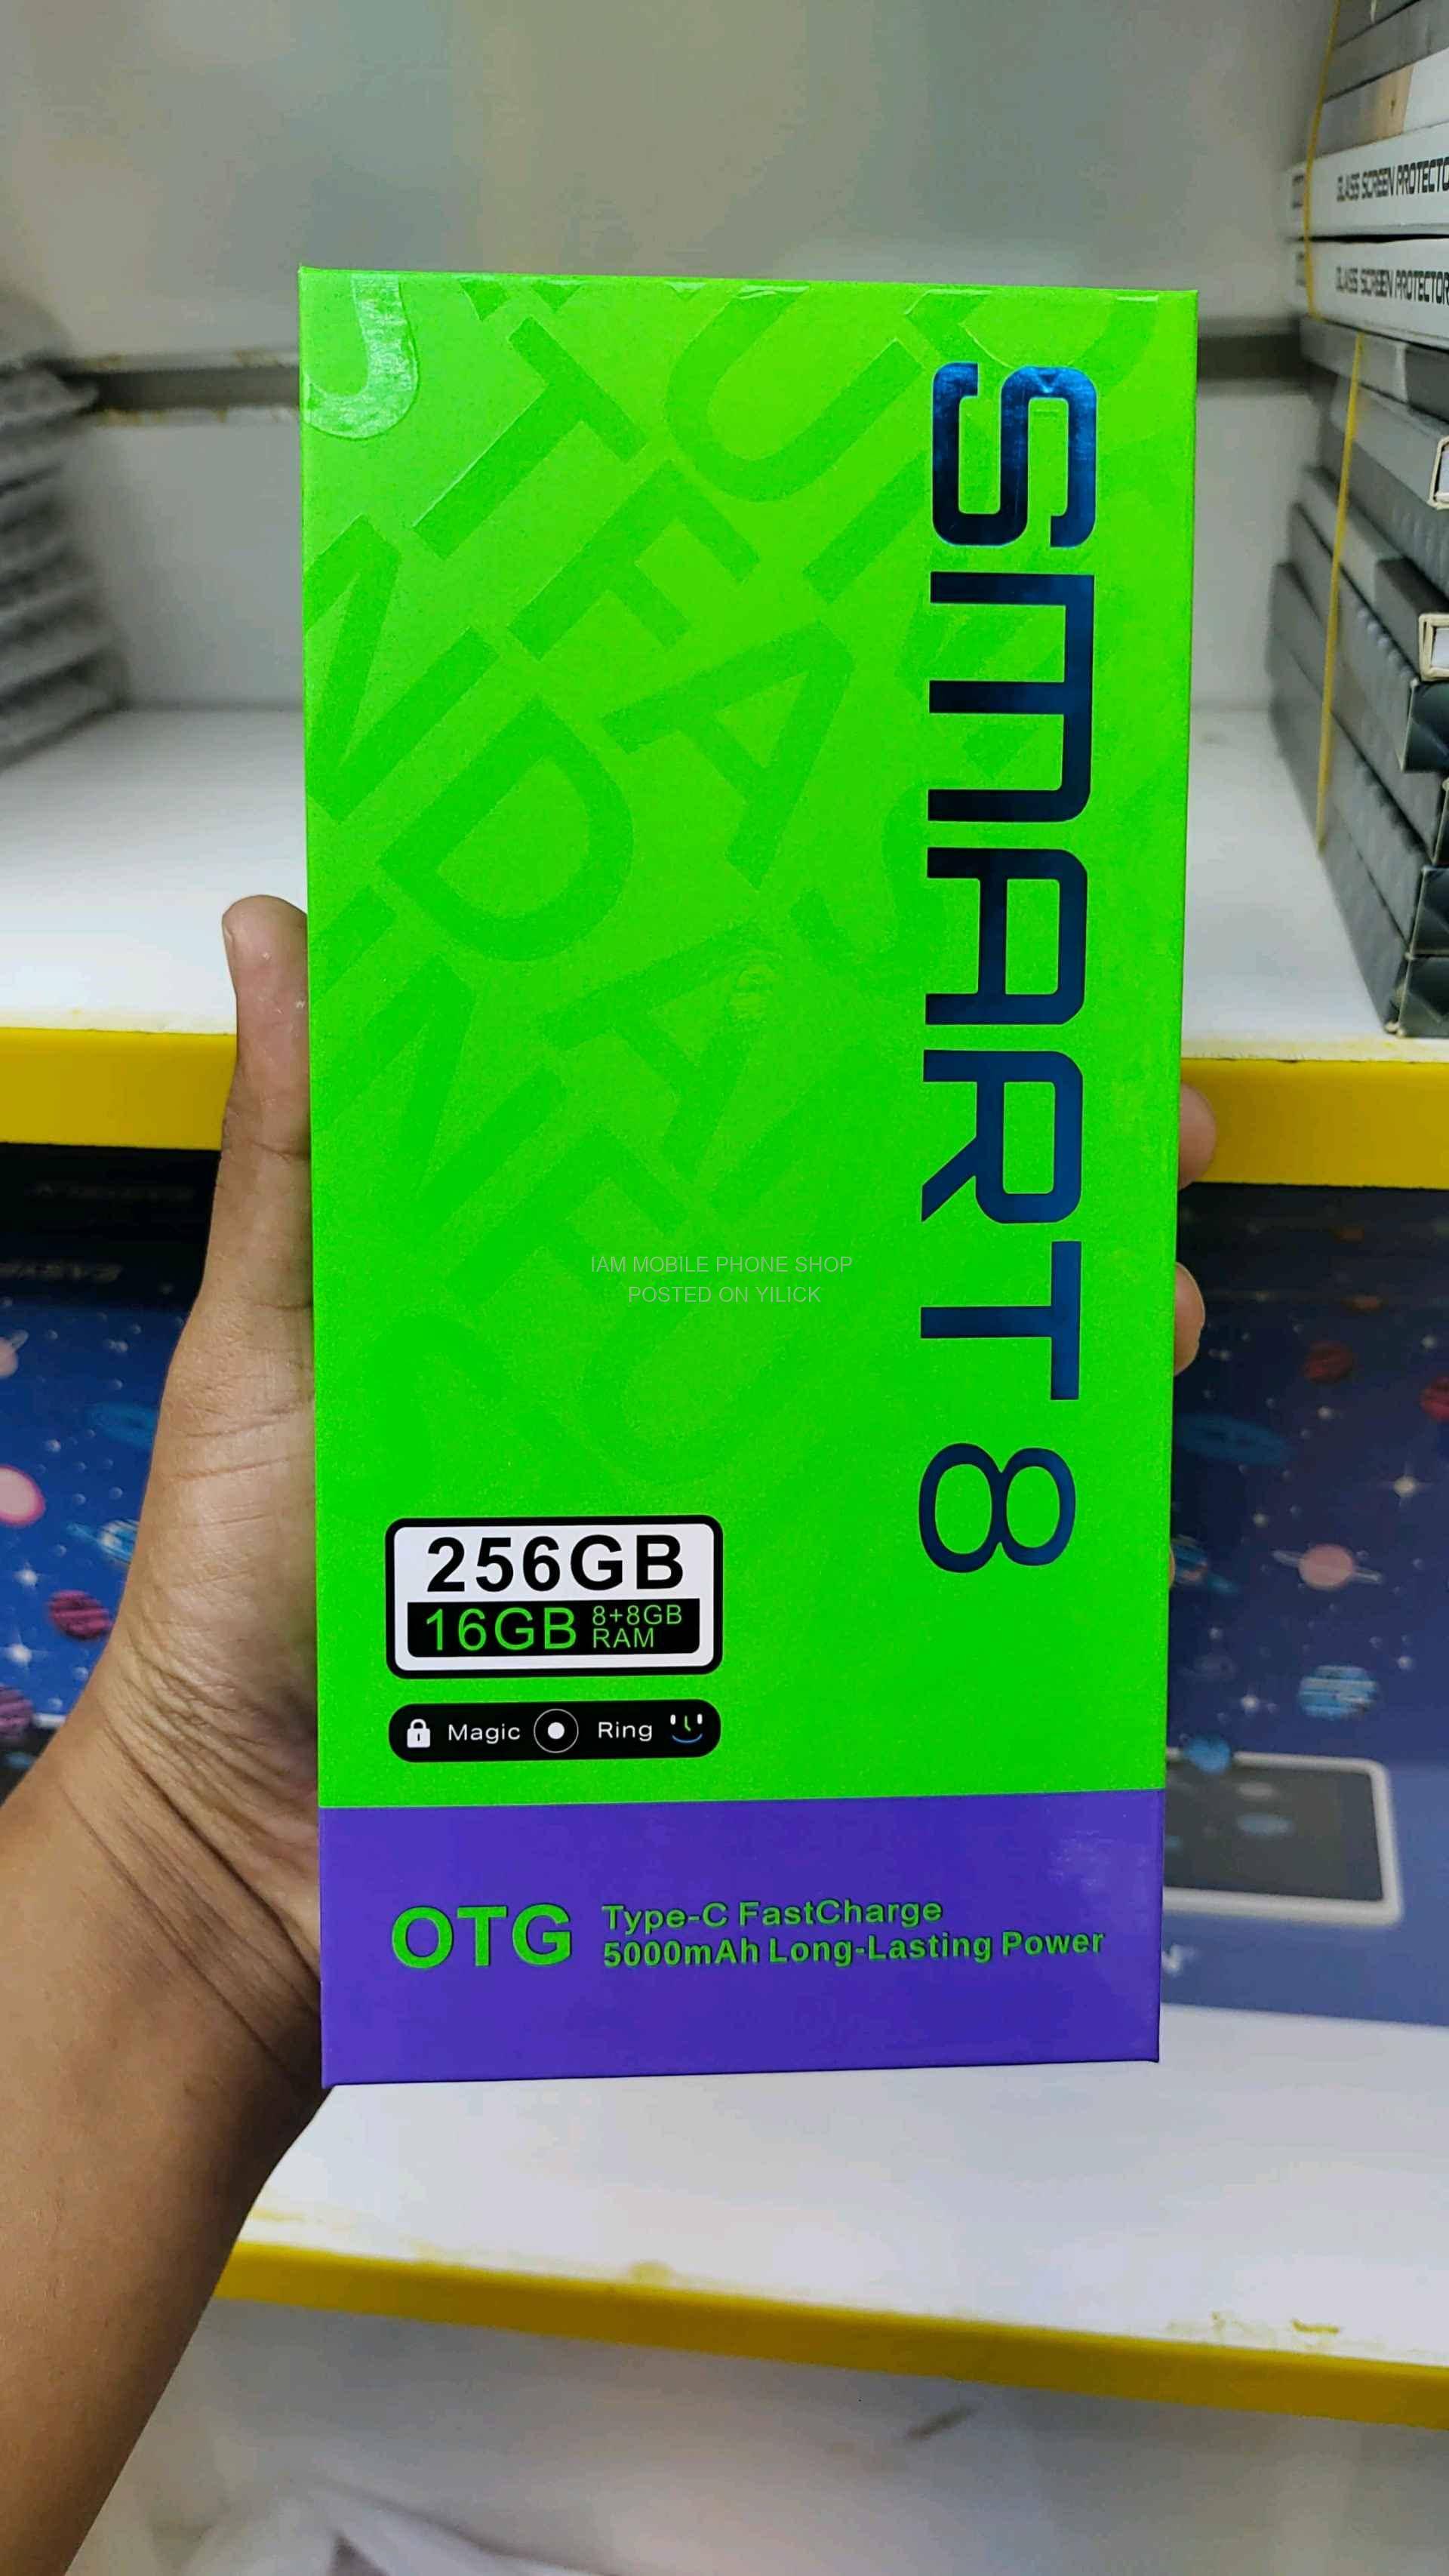 SMART 8
256GB
16GB 8+8GB
RAM
Magic Ring
OTG Type-C FastCharge
5000mAh Long-Lasting Power
IAM MOBILE PHONE SHOP
POSTED ON YILICK
GLASS SCREEN PROTECTO
GLASS SCREEN PROTECTOR